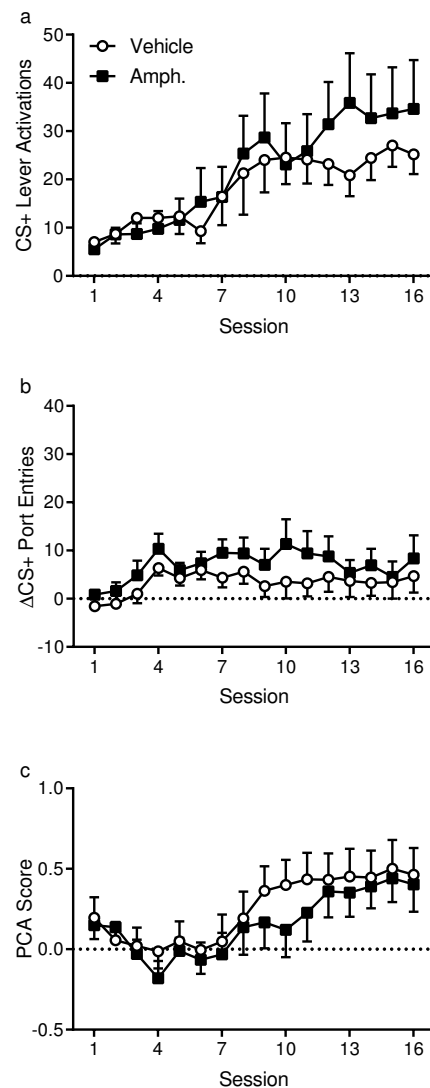 a
Vehicle
Amph.
CS+ Lever Activations
50
40
30
20
10
0
1 4 7 10 13 16
Session
b
ΔCS+ Port Entries
40
30
20
10
0
-10
1 4 7 10 13 16
Session
c
PCA Score
1.0
0.5
0.0
-0.5
1 4 7 10 13 16
Session